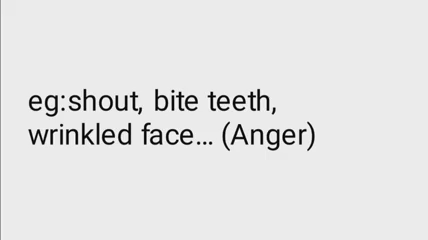 eg:shout, bite teeth,
wrinkled face... (Anger)